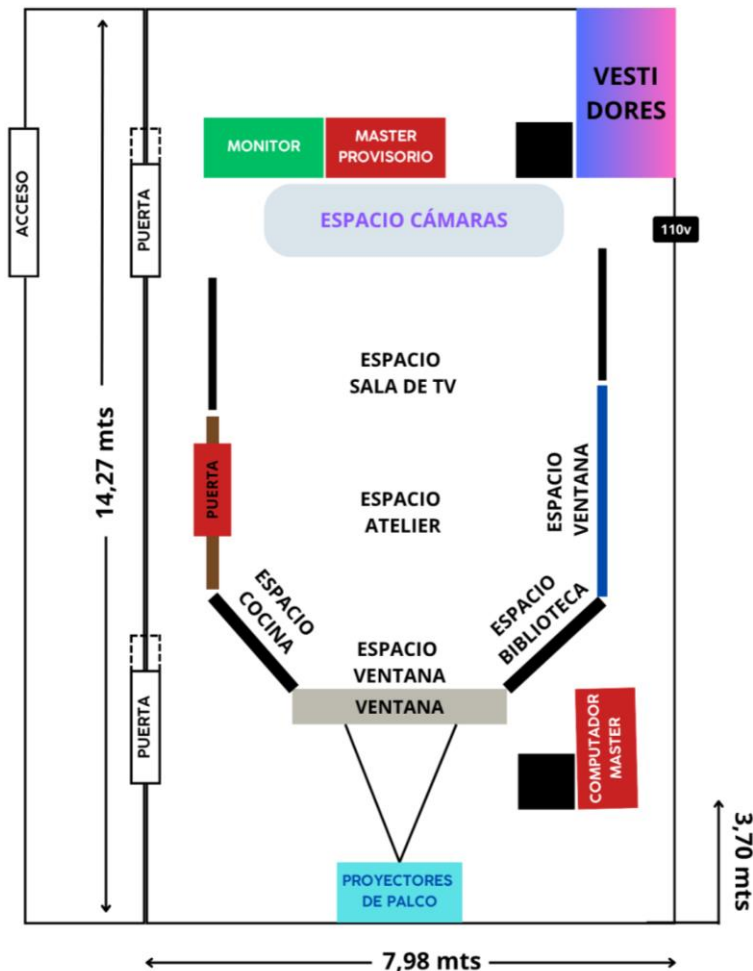 VESTI
DORES
MONITOR
MASTER
PROVISORIO
ACCESO
PUERTA
ESPACIO CÁMARAS
110v
ESPACIO
SALA DE TV
14,27 mts
PUERTA
ESPACIO
ATELIER
ESPACIO
VENTANA
ESPACIO
COCINA
ESPACIO
BIBLIOTECA
ESPACIO
VENTANA
VENTANA
PUERTA
COMPUTADOR
MASTER
PROYECTORES
DE PALCO
3,70 mts
7,98 mts